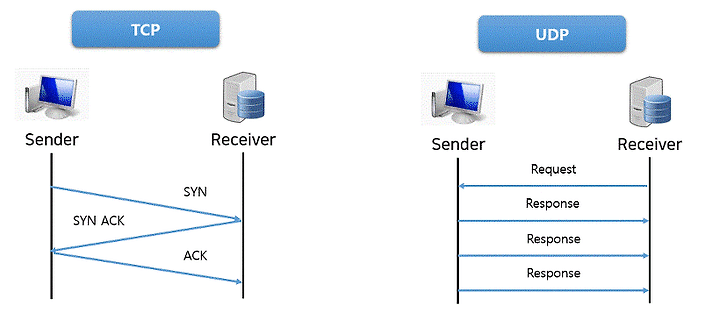 TCP
UDP
Sender
Receiver
Sender
Receiver
SYN
SYN ACK
ACK
Request
Response
Response
Response